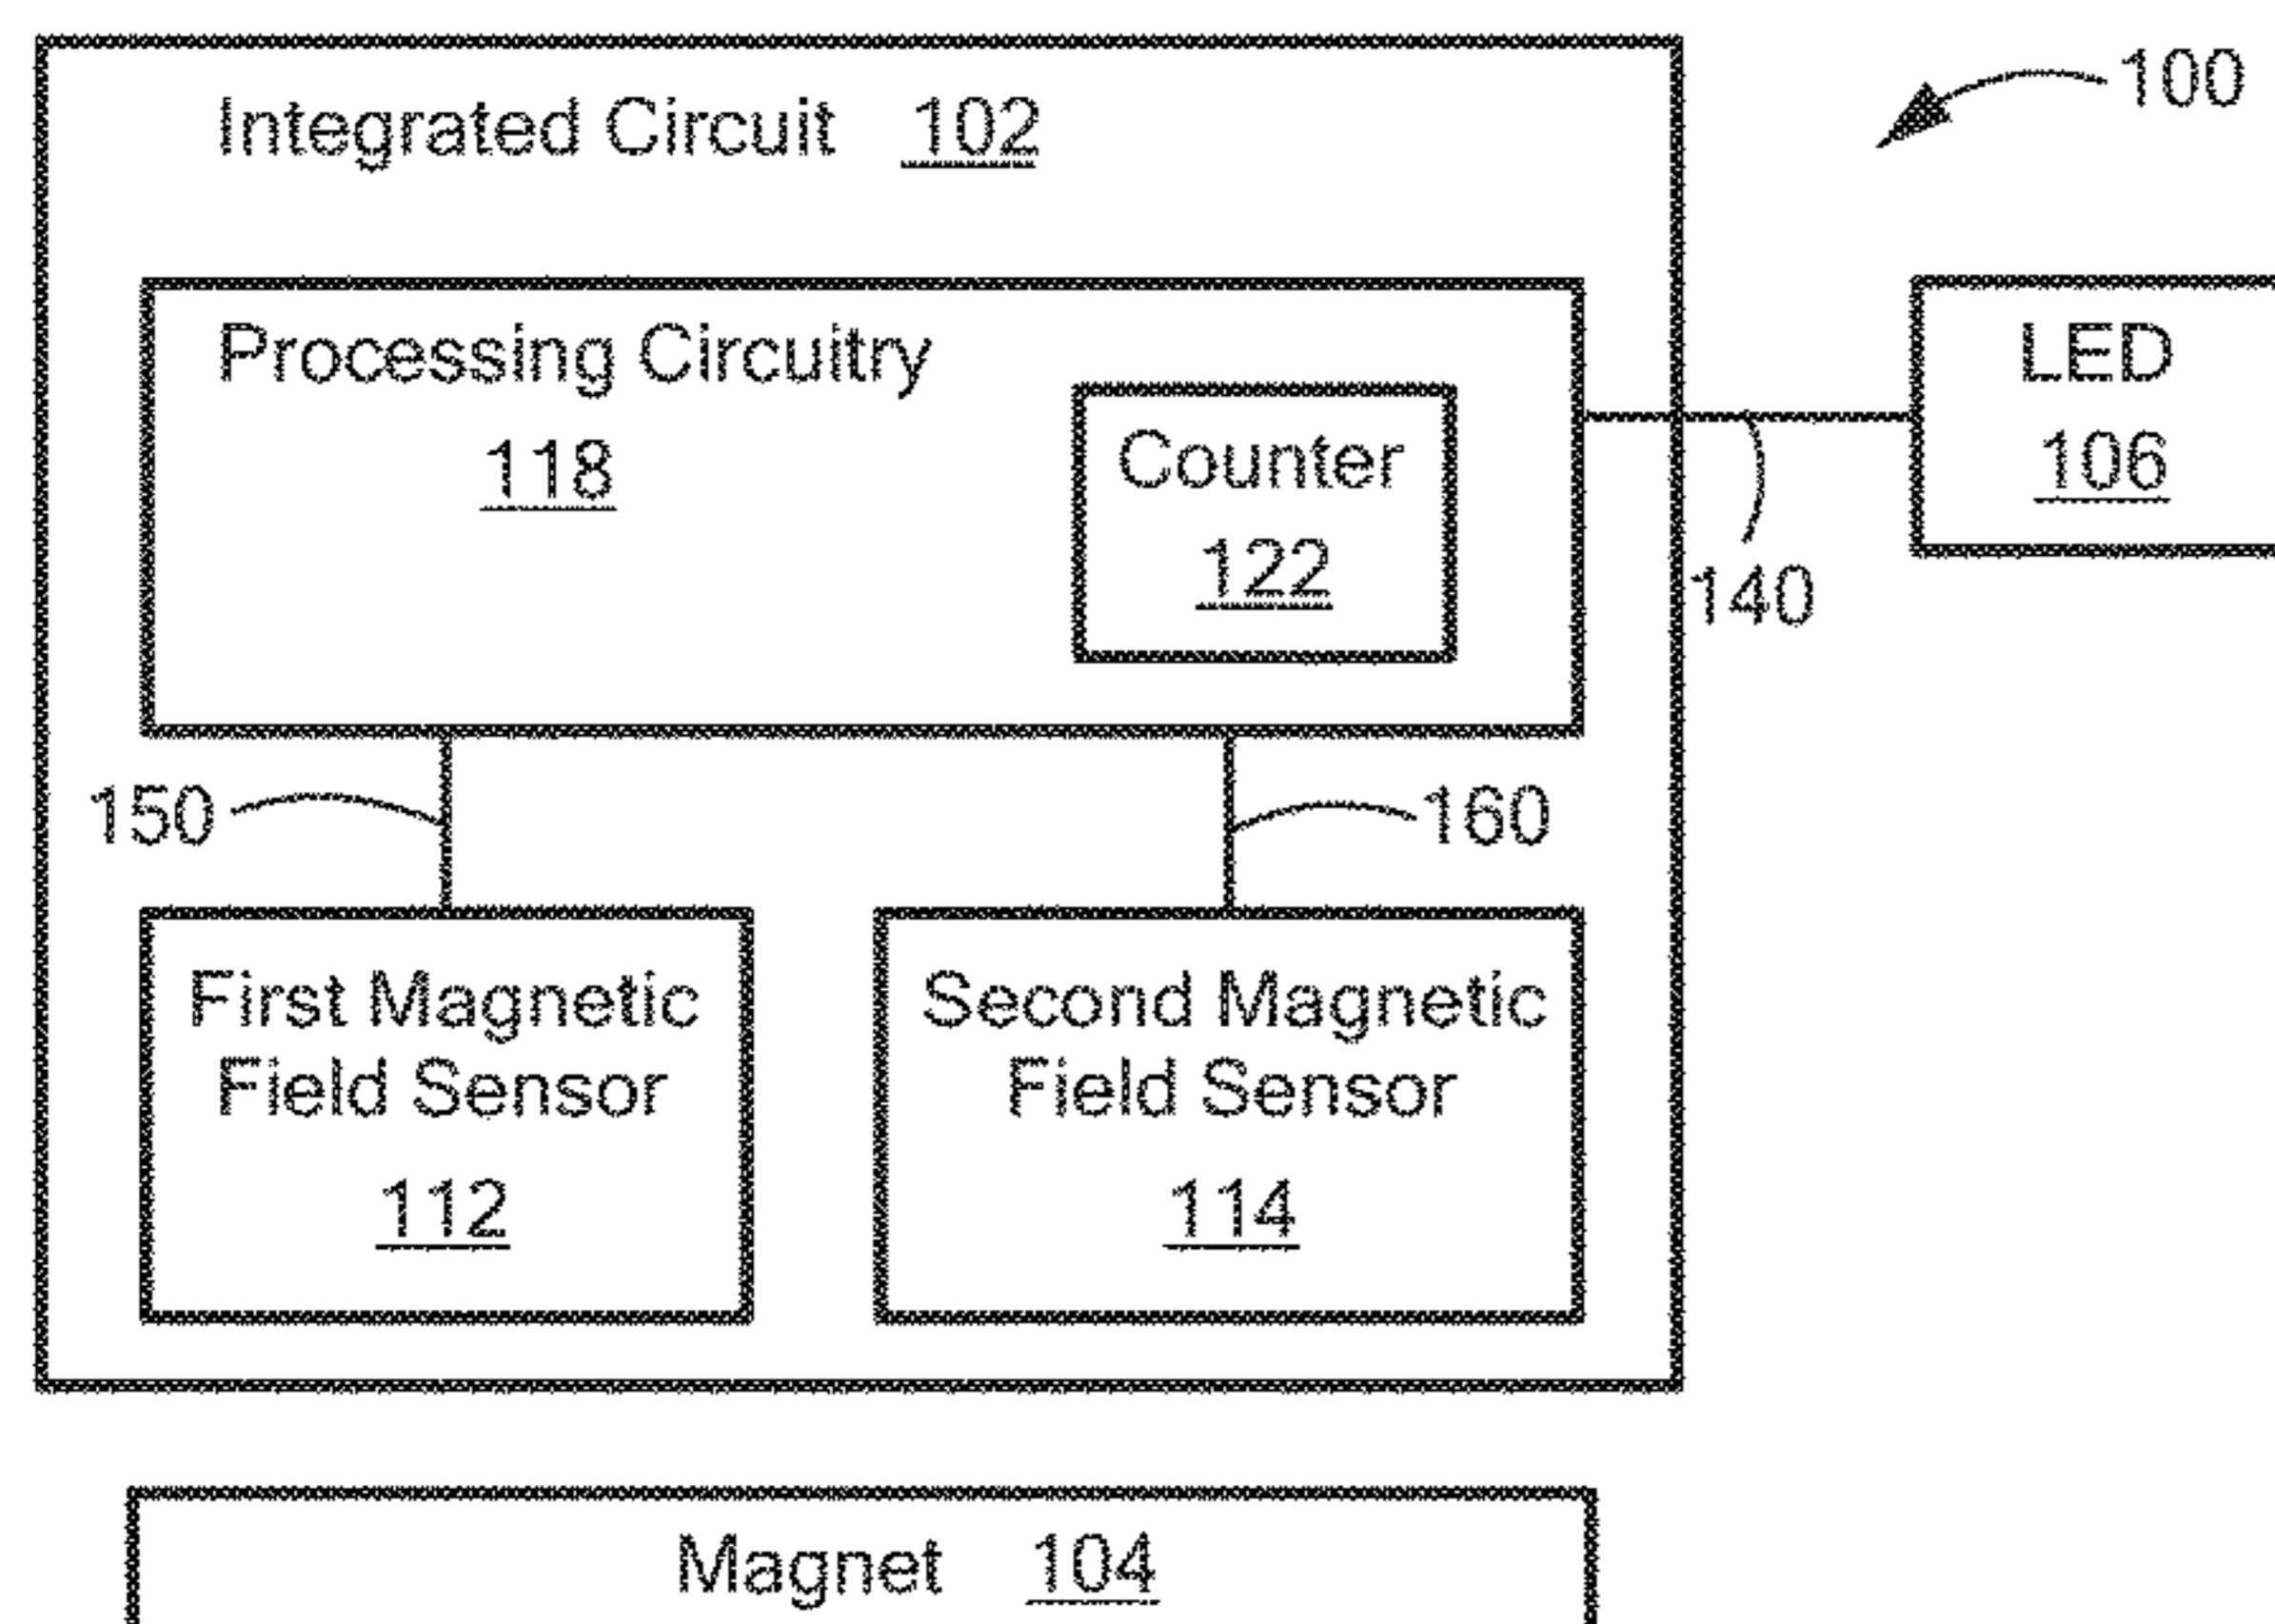 Integrated Circuit 102
100
Processing Circuitry
118
Counter
122
LED
106
140
150
160
First Magnetic
Field Sensor
112
Second Magnetic
Field Sensor
114
Magnet 104